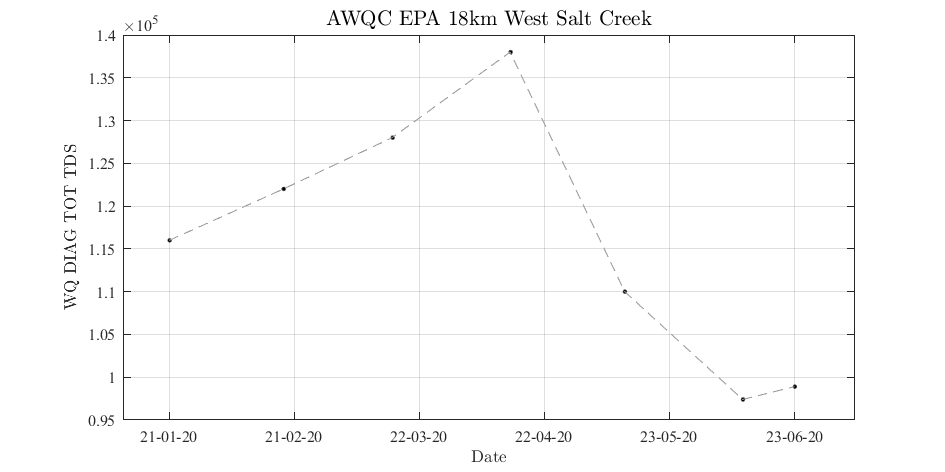 AWQC EPA 18km West Salt Creek
×10⁵
1.4
1.35
1.3
1.25
1.2
1.15
1.1
1.05
1
0.95
WQ DIAG TOT TDS
21-01-20 21-02-20 22-03-20 22-04-20 23-05-20 23-06-20
Date